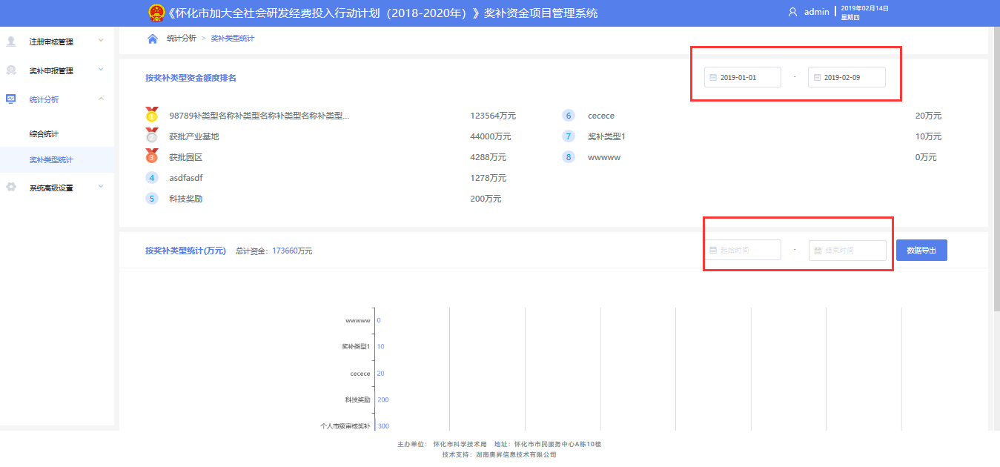 《怀化市加大全社会研发经费投入行动计划（2018-2020年）》奖补资金项目管理系统
admin
2019年02月14日
星期四
注册审核管理
奖补申报管理
统计分析
综合统计
奖补类型统计
系统高级设置
统计分析 > 奖补类型统计
按奖补类型资金额度排名
2019-01-01 - 2019-02-09
1 98789补类型名称补类型名称补类型名称补类型... 123564万元
2 获批产业基地 44000万元
3 获批园区 4288万元
4 asdfasdf 1278万元
5 科技奖励 200万元
6 cecece 20万元
7 奖补类型1 10万元
8 wwwww 0万元
按奖补类型统计(万元) 总计资金：173660万元
起始时间 - 结束时间
数据导出
wwwww 0
奖补类型1 10
cecece 20
科技奖励 200
个人市级审核奖补 300
主办单位： 怀化市科学技术局 地址：怀化市市民服务中心A栋10楼
技术支持：湖南奥昇信息技术有限公司